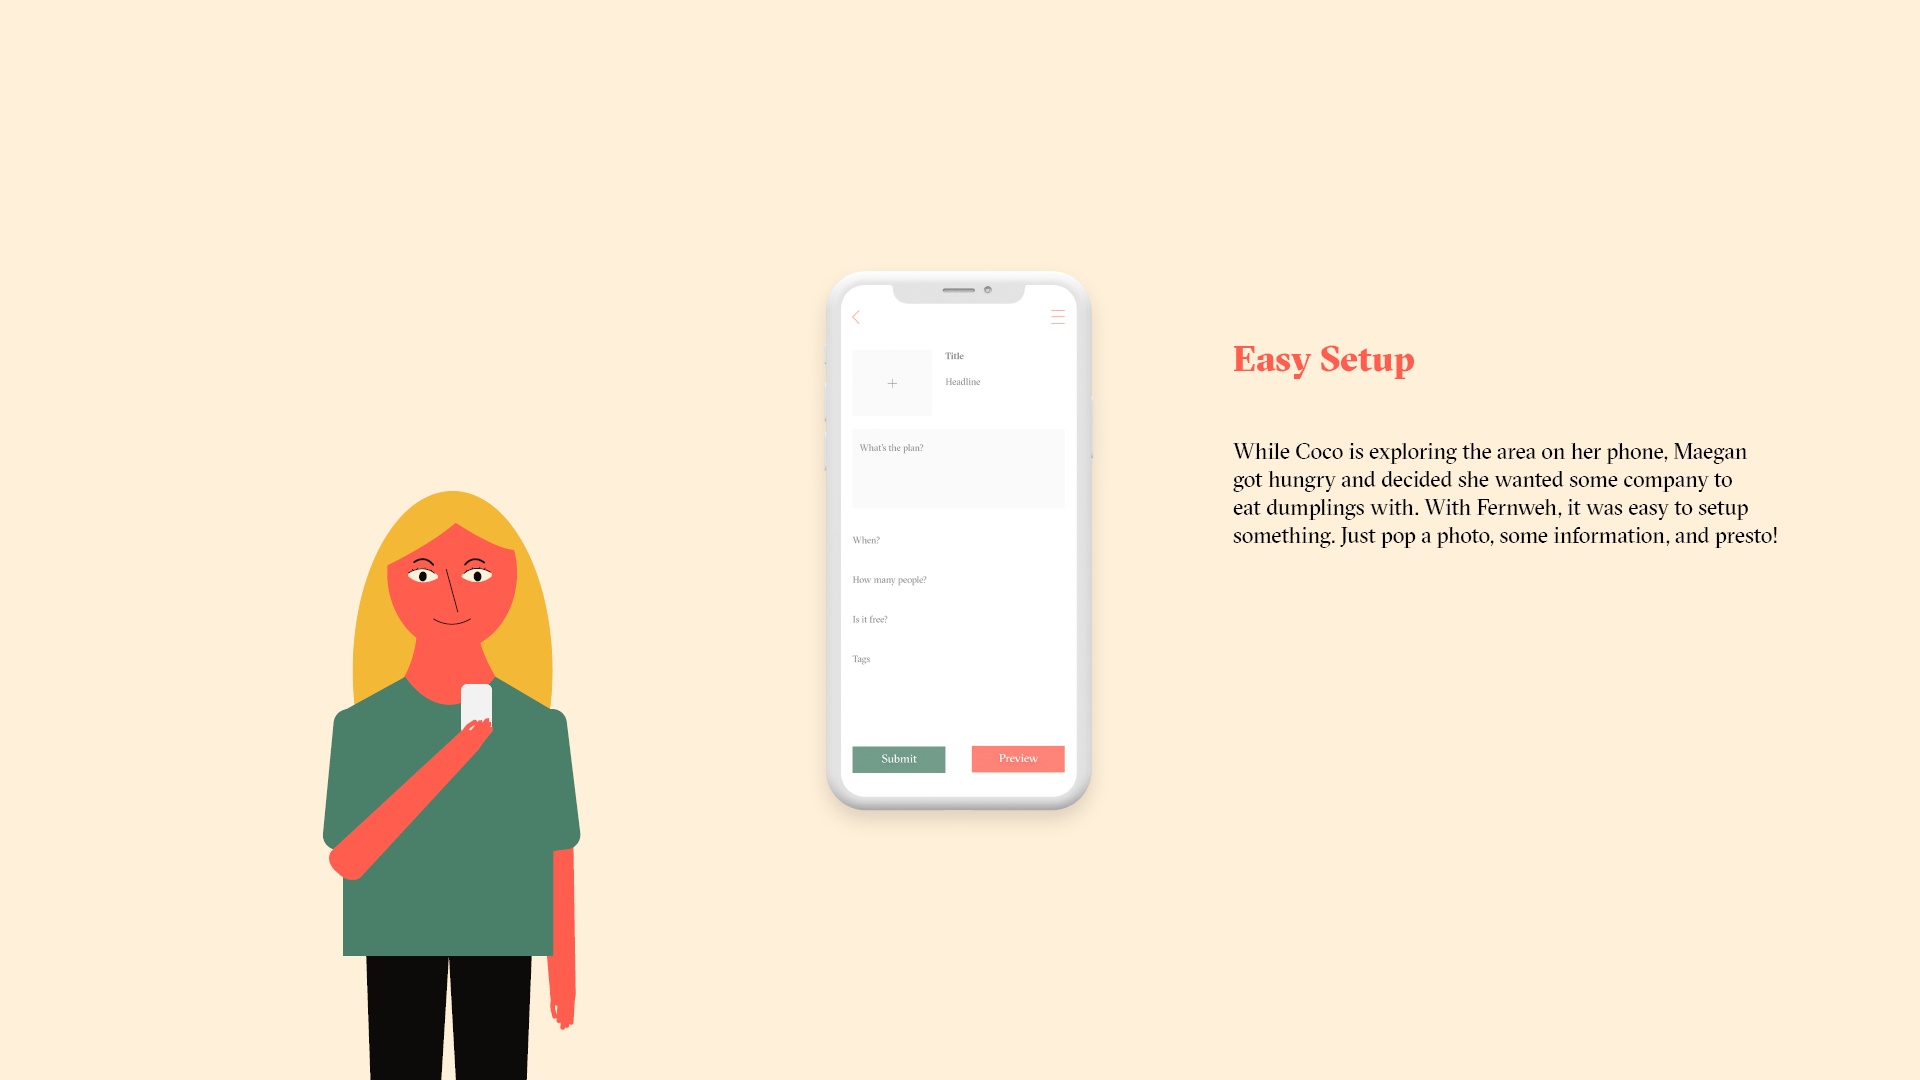 Title
Headline
What's the plan?
When?
How many people?
Is it free?
Tags
Submit
Preview
Easy Setup
While Coco is exploring the area on her phone, Maegan
got hungry and decided she wanted some company to
eat dumplings with. With Fernweh, it was easy to setup
something. Just pop a photo, some information, and presto!